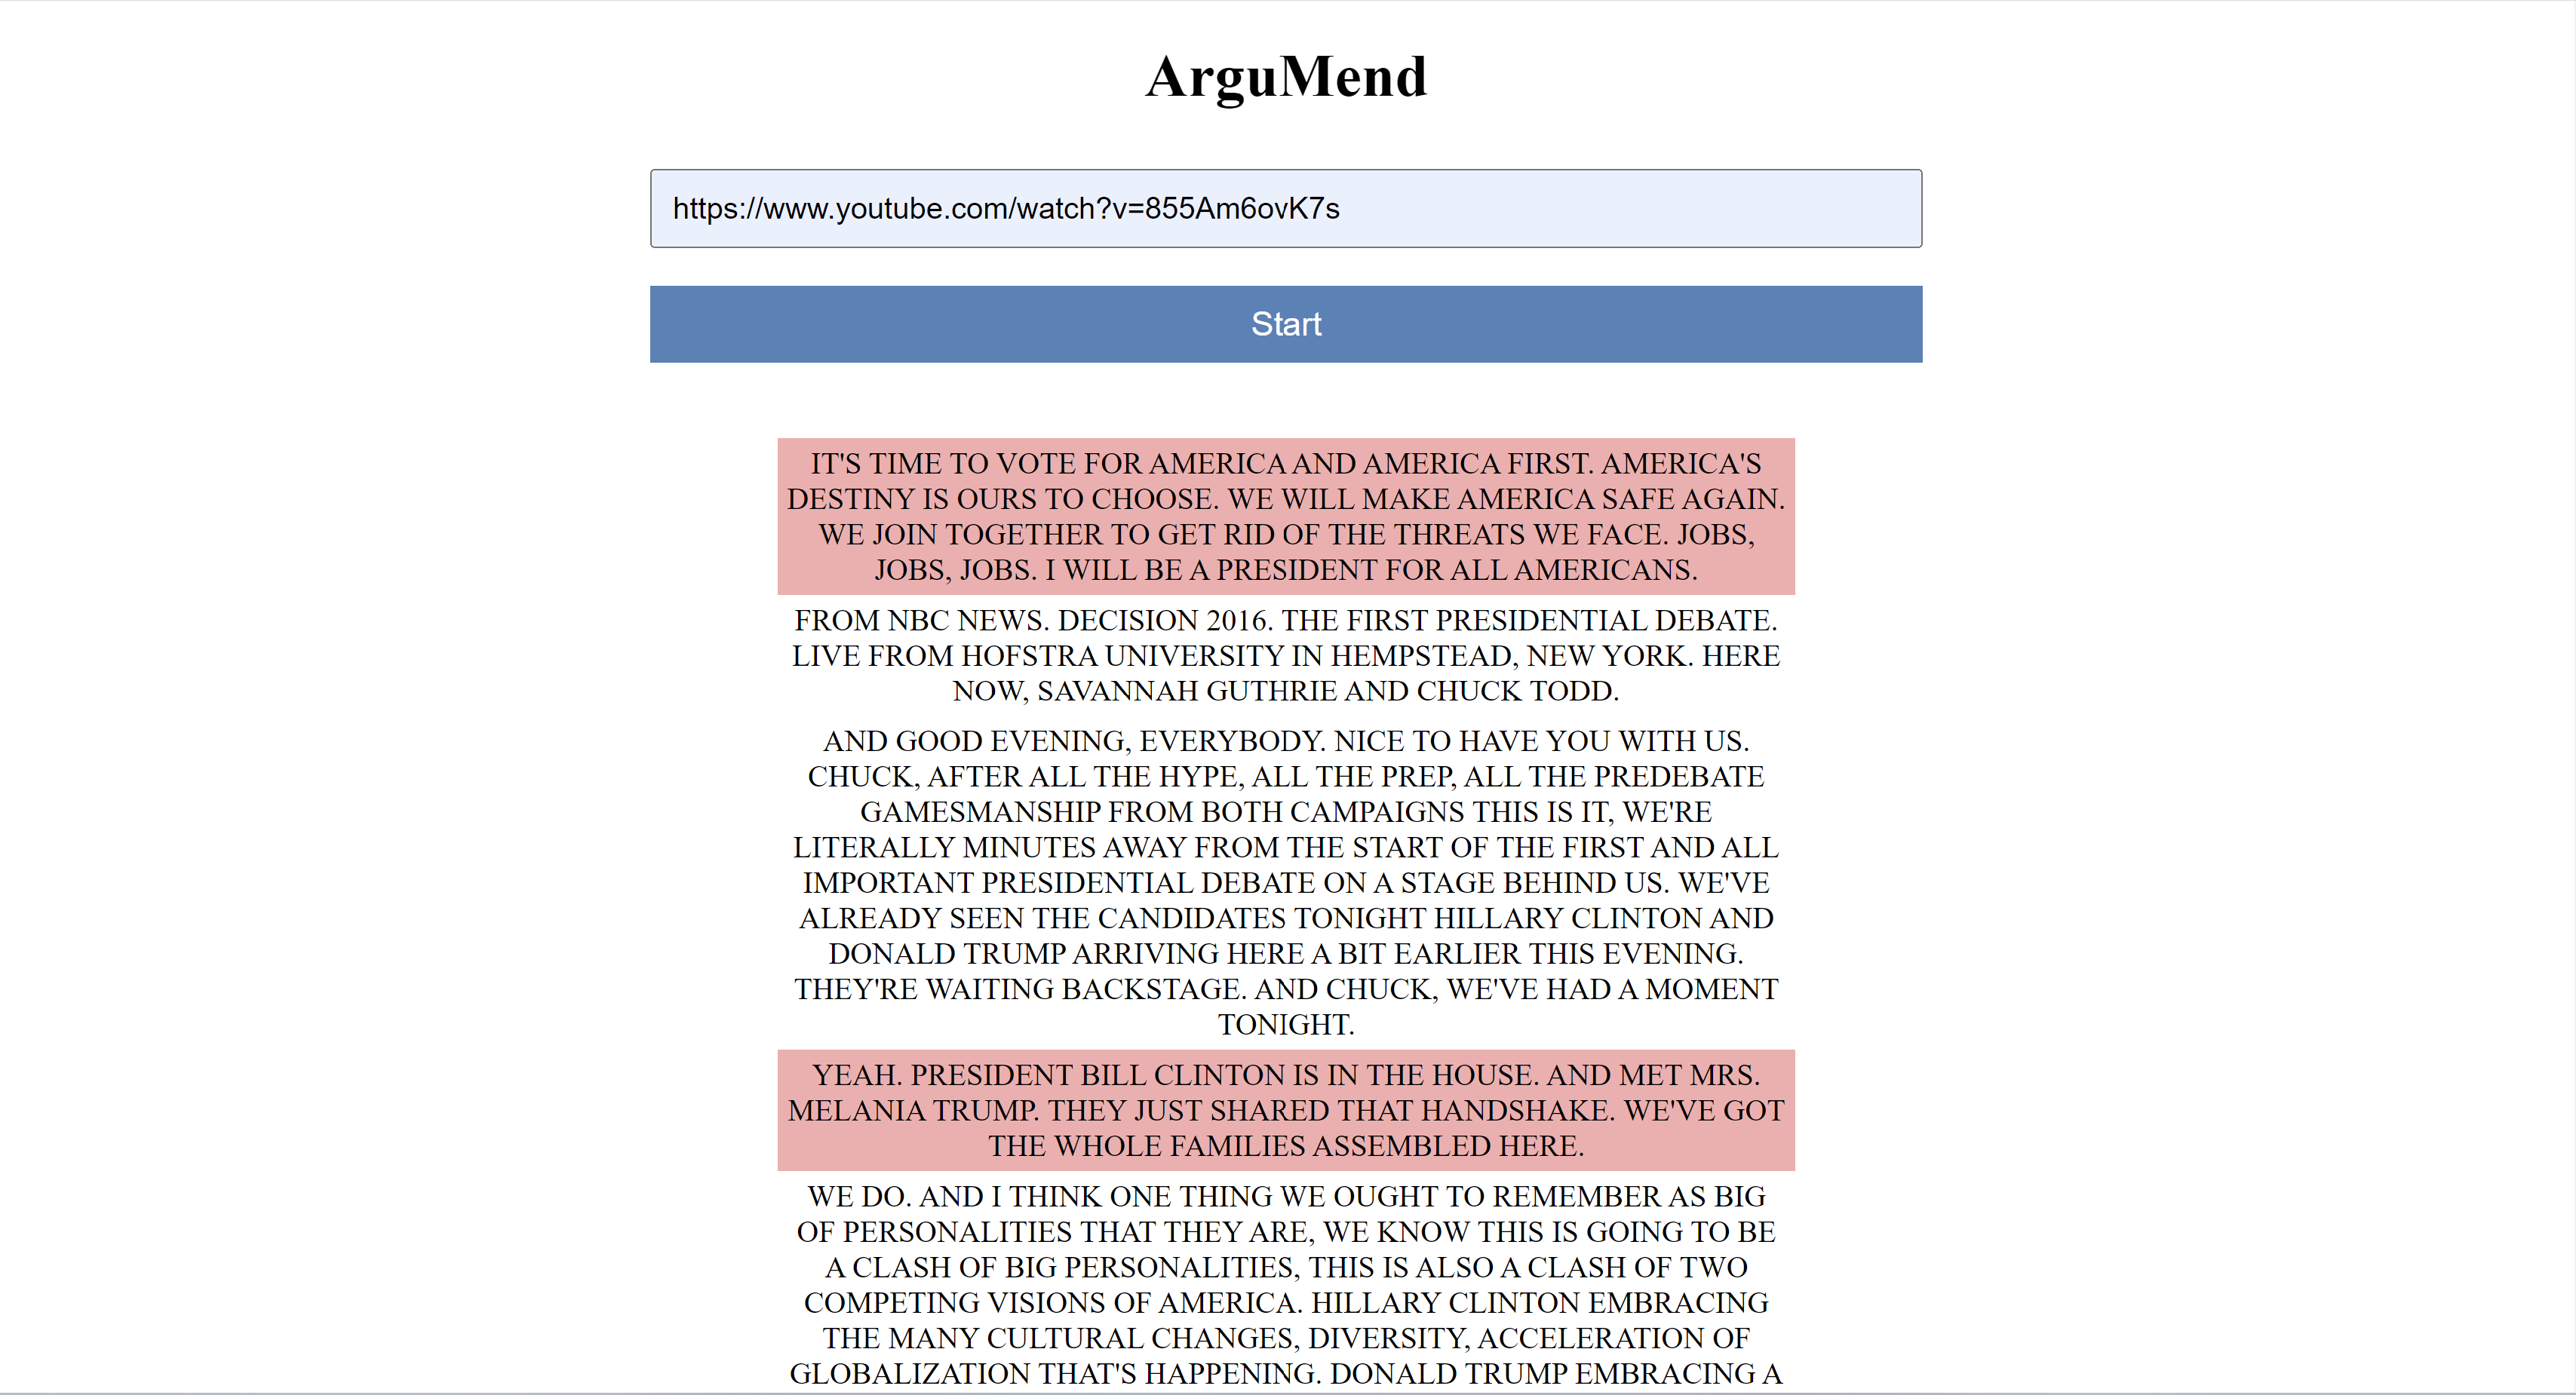 ArguMend
https://www.youtube.com/watch?v=855Am6ovK7s
Start
IT'S TIME TO VOTE FOR AMERICA AND AMERICA FIRST. AMERICA'S
DESTINY IS OURS TO CHOOSE. WE WILL MAKE AMERICA SAFE AGAIN.
WE JOIN TOGETHER TO GET RID OF THE THREATS WE FACE. JOBS,
JOBS, JOBS. I WILL BE A PRESIDENT FOR ALL AMERICANS.
FROM NBC NEWS. DECISION 2016. THE FIRST PRESIDENTIAL DEBATE.
LIVE FROM HOFSTRA UNIVERSITY IN HEMPSTEAD, NEW YORK. HERE
NOW, SAVANNAH GUTHRIE AND CHUCK TODD.
AND GOOD EVENING, EVERYBODY. NICE TO HAVE YOU WITH US.
CHUCK, AFTER ALL THE HYPE, ALL THE PREP, ALL THE PREDEBATE
GAMESMANSHIP FROM BOTH CAMPAIGNS THIS IS IT, WE'RE
LITERALLY MINUTES AWAY FROM THE START OF THE FIRST AND ALL
IMPORTANT PRESIDENTIAL DEBATE ON A STAGE BEHIND US. WE'VE
ALREADY SEEN THE CANDIDATES TONIGHT HILLARY CLINTON AND
DONALD TRUMP ARRIVING HERE A BIT EARLIER THIS EVENING.
THEY'RE WAITING BACKSTAGE. AND CHUCK, WE'VE HAD A MOMENT
TONIGHT.
YEAH. PRESIDENT BILL CLINTON IS IN THE HOUSE. AND MET MRS.
MELANIA TRUMP. THEY JUST SHARED THAT HANDSHAKE. WE'VE GOT
THE WHOLE FAMILIES ASSEMBLED HERE.
WE DO. AND I THINK ONE THING WE OUGHT TO REMEMBER AS BIG
OF PERSONALITIES THAT THEY ARE, WE KNOW THIS IS GOING TO BE
A CLASH OF BIG PERSONALITIES, THIS IS ALSO A CLASH OF TWO
COMPETING VISIONS OF AMERICA. HILLARY CLINTON EMBRACING
THE MANY CULTURAL CHANGES, DIVERSITY, ACCELERATION OF
GLOBALIZATION THAT'S HAPPENING. DONALD TRUMP EMBRACING A